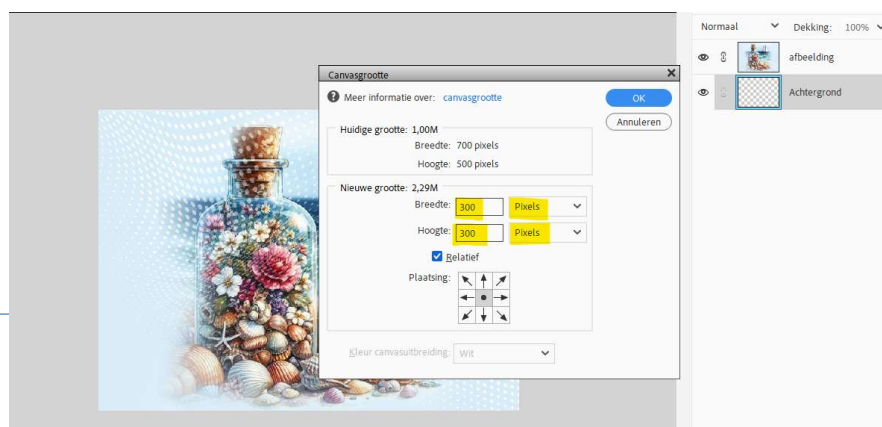 Normaal Dekking: 100%
afbeelding
Achtergrond
Canvasgrootte
Meer informatie over: canvasgrootte
OK
Annuleren
Huidige grootte: 1,00M
Breedte: 700 pixels
Hoogte: 500 pixels
Nieuwe grootte: 2,29M
Breedte: 300 Pixels
Hoogte: 300 Pixels
Relatief
Plaatsing:
Kleur canvasuitbreiding: Wit